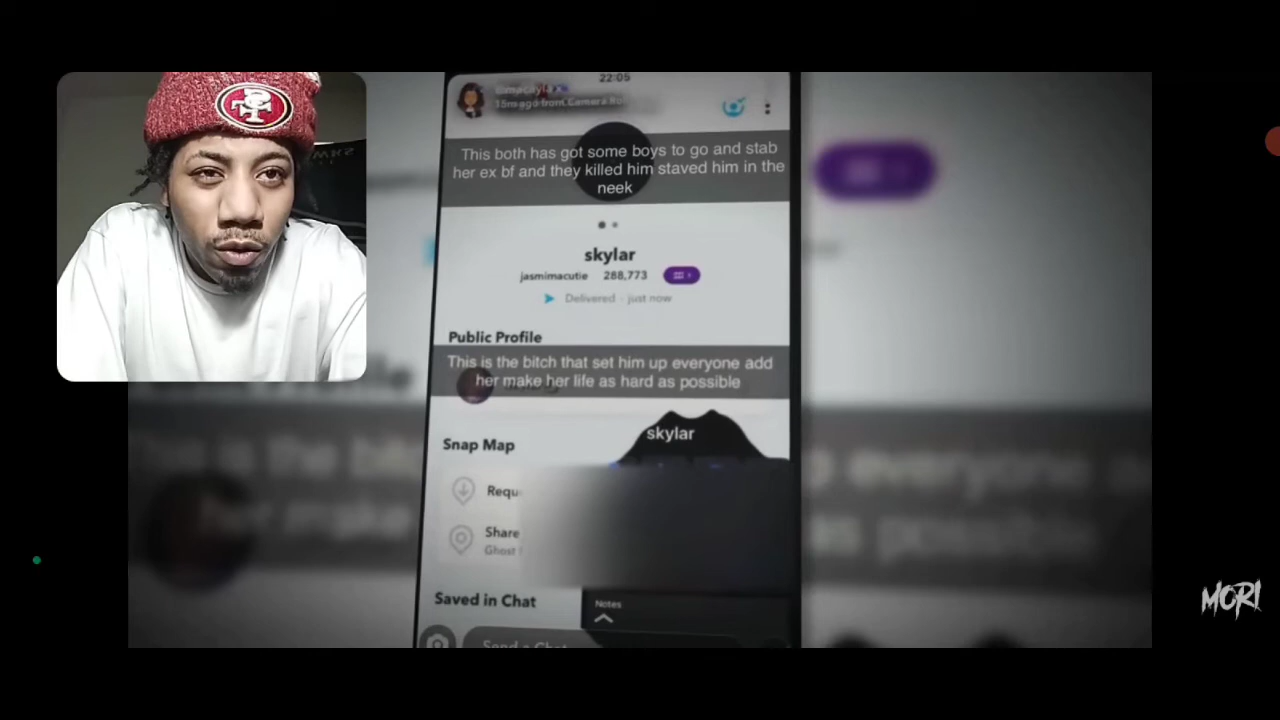 22:05
15m ago from Camera Roll
This both has got some boys to go and stab
her ex bf and they killed him staved him in the
neek
skylar
jasmimacutie 288,773
Delivered · just now
Public Profile
This is the bitch that set him up everyone add
her make her life as hard as possible
skylar
Snap Map
Requ
Share
Ghost
Saved in Chat
Notes
Send a Chat
MORI